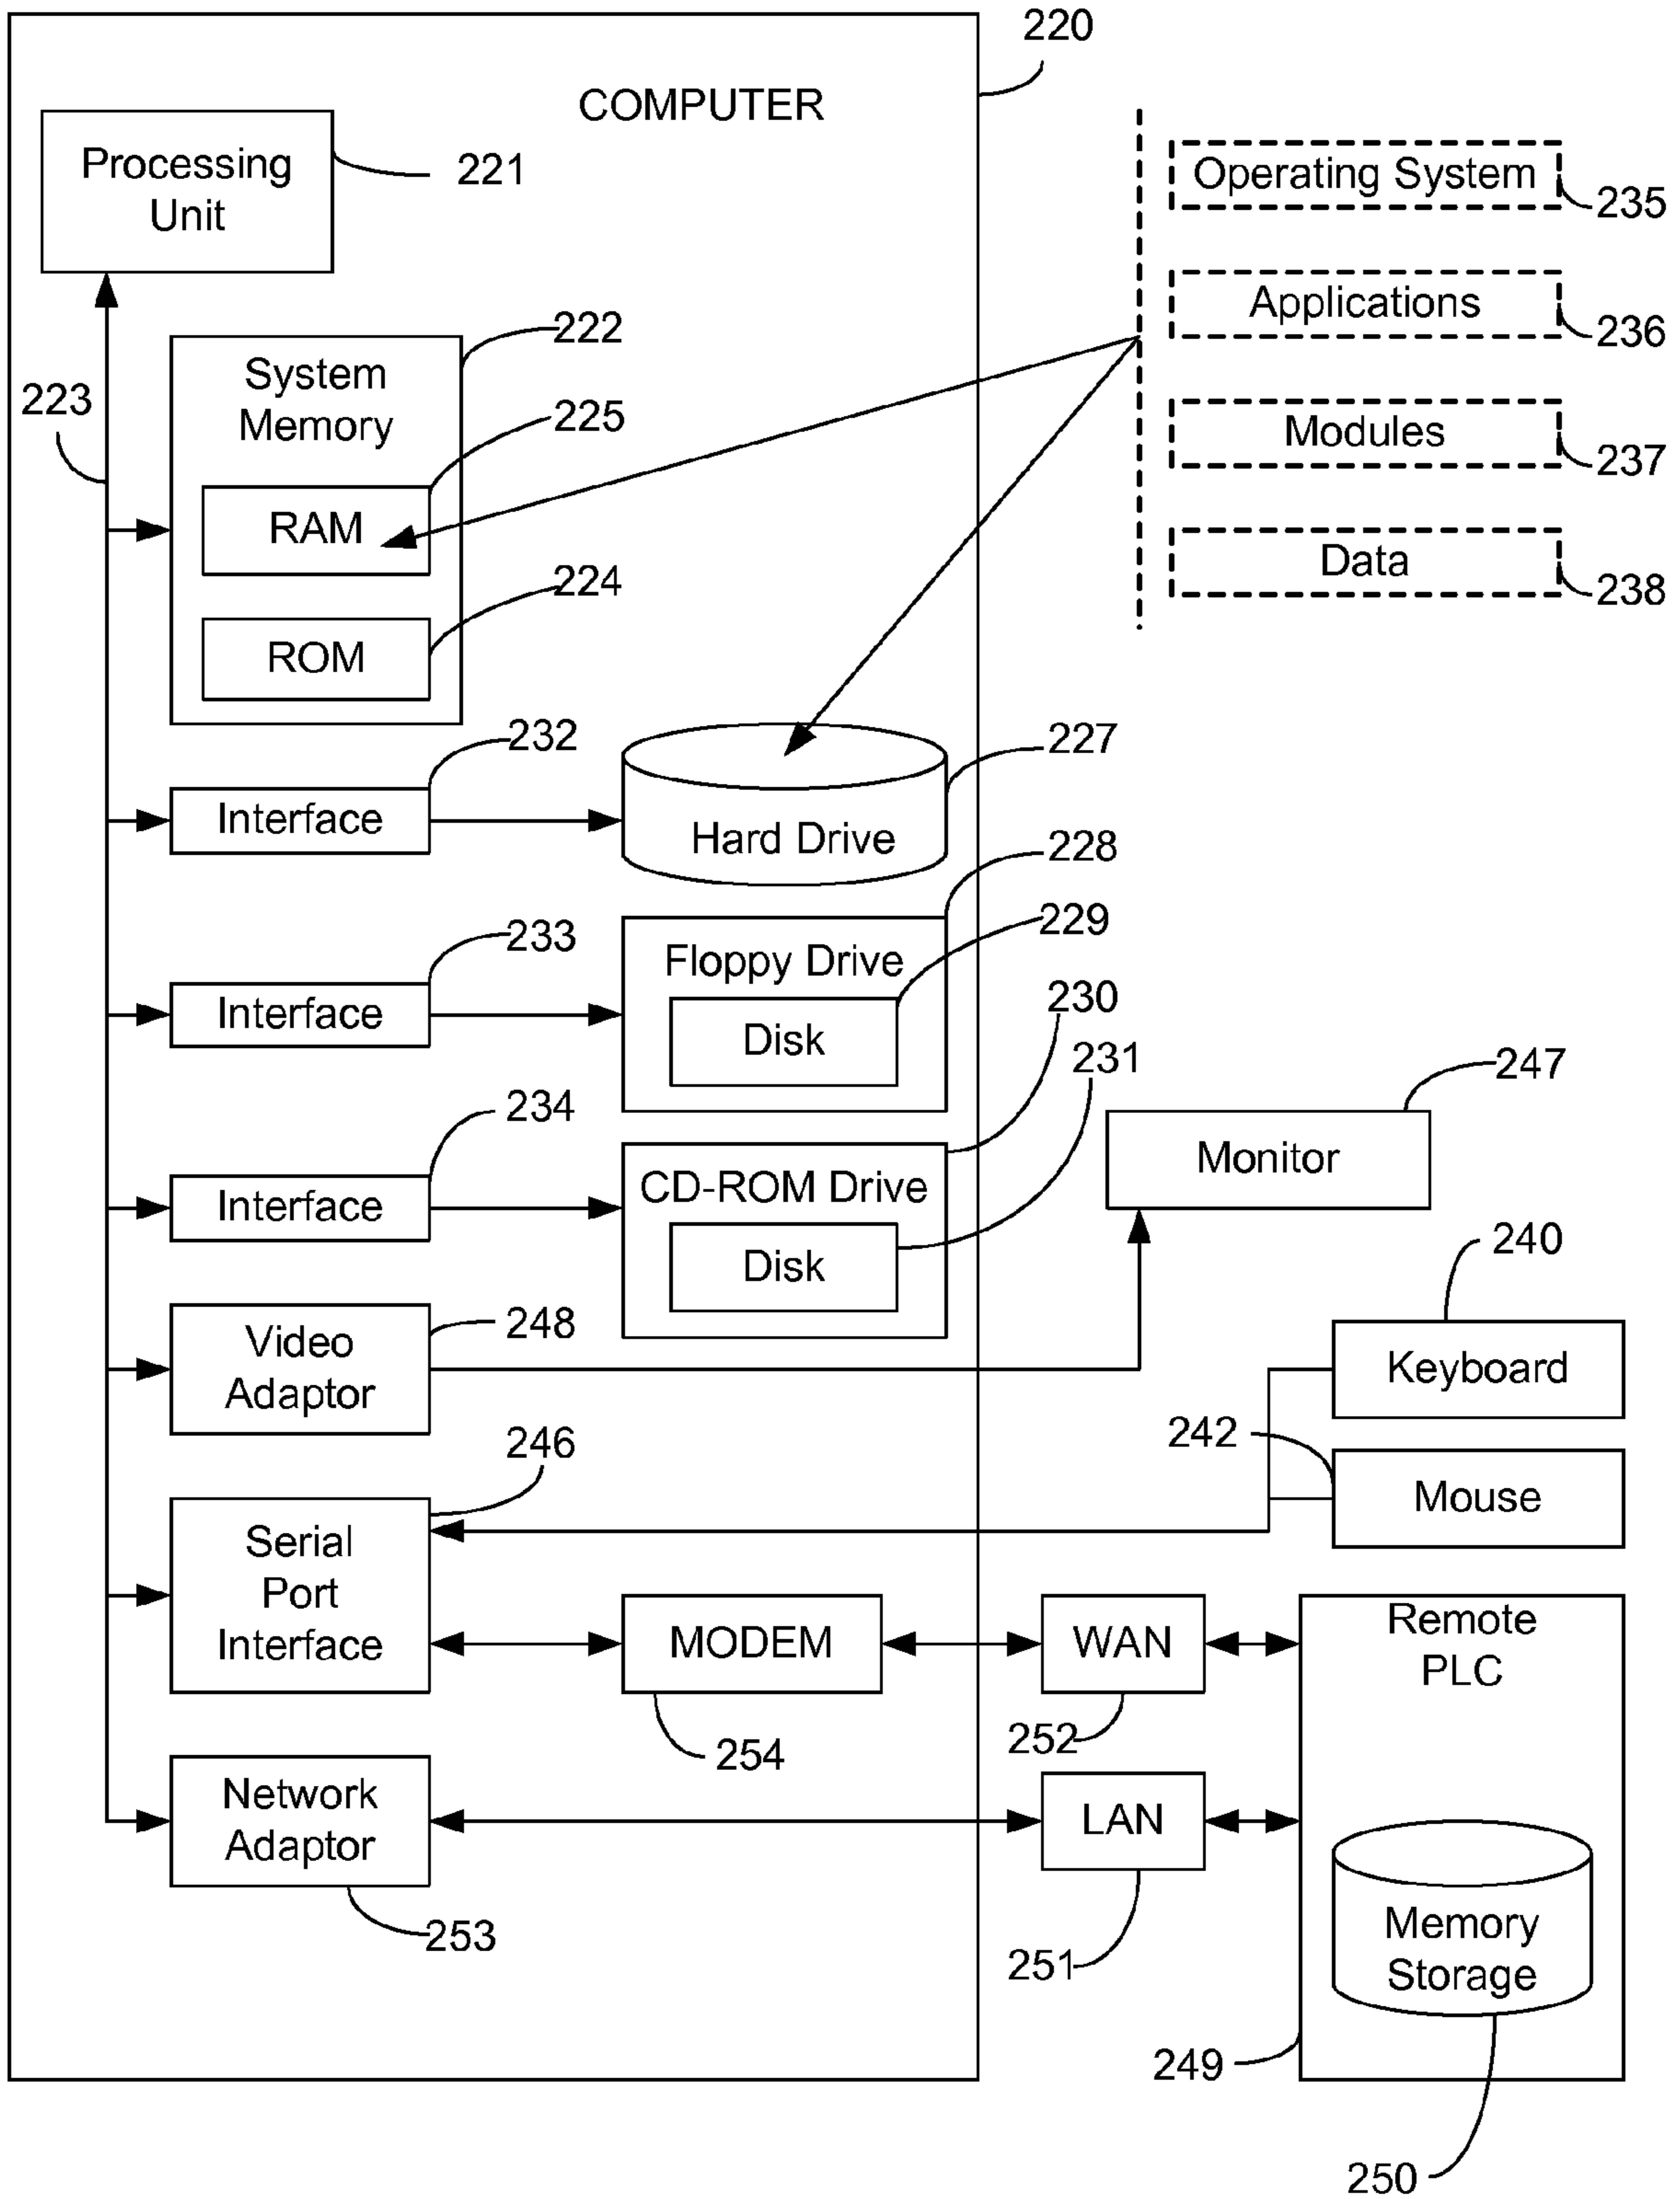 220
COMPUTER
Processing
Unit
221
Operating System
235
Applications
236
222
System
Memory
223
225
RAM
Modules
237
224
ROM
Data
238
232
Interface
227
Hard Drive
228
233
Interface
229
Floppy Drive
Disk
230
231
234
Interface
CD-ROM Drive
Disk
247
Monitor
240
Keyboard
248
Video
Adaptor
242
Mouse
246
Serial
Port
Interface
MODEM
254
WAN
252
Remote
PLC
Network
Adaptor
253
LAN
251
Memory
Storage
249
250